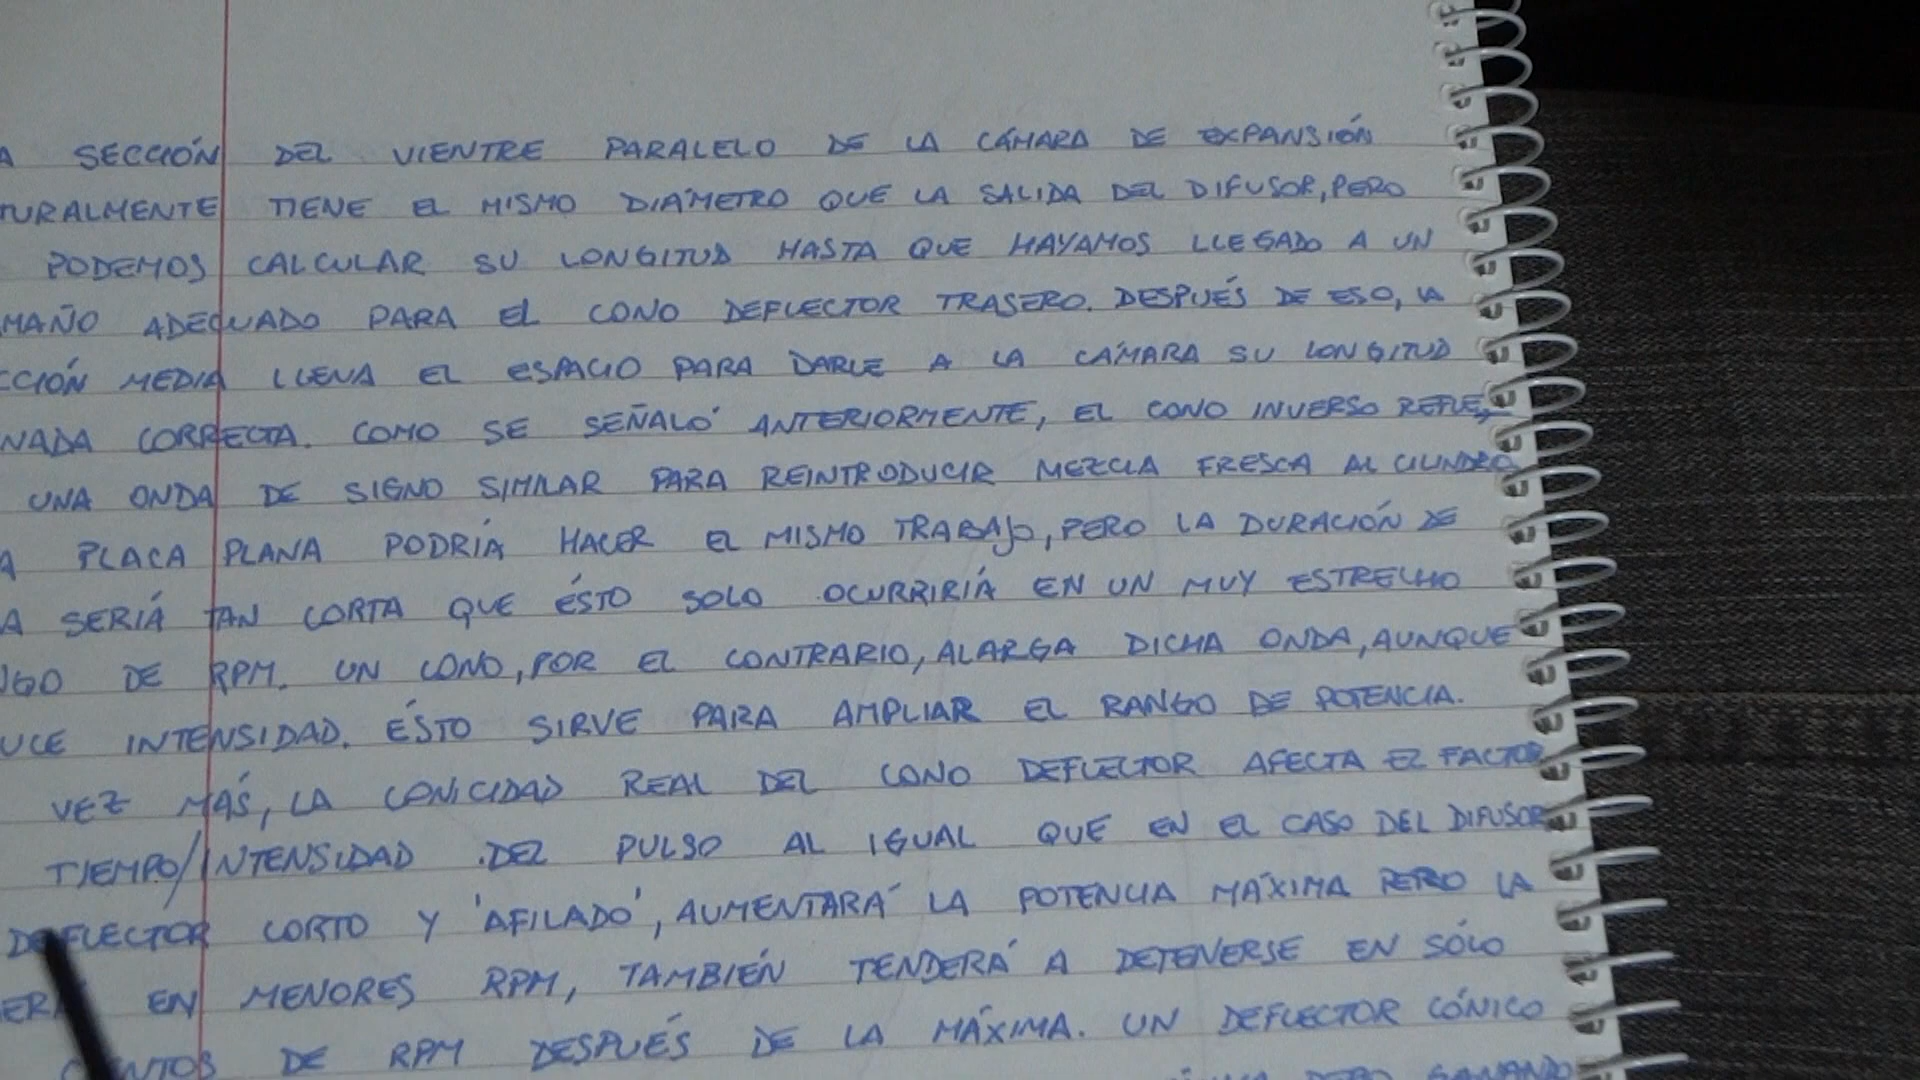 A SECCIÓN DEL VIENTRE PARALELO DE LA CÁMARA DE EXPANSIÓN
TURALMENTE TIENE EL MISMO DIÁMETRO QUE LA SALIDA DEL DIFUSOR, PERO
PODEMOS CALCULAR SU LONGITUD HASTA QUE HAYAMOS LLEGADO A UN
MAÑO ADECUADO PARA EL CONO DEFLECTOR TRASERO. DESPUÉS DE ESO, LA
CCIÓN MEDIA LLENA EL ESPACIO PARA DARLE A LA CÁMARA SU LONGITUD
NADA CORRECTA. COMO SE SEÑALÓ ANTERIORMENTE, EL CONO INVERSO REFLE
UNA ONDA DE SIGNO SIMILAR PARA REINTRODUCIR MEZCLA FRESCA AL CILINDRO
A PLACA PLANA PODRÍA HACER EL MISMO TRABAJO, PERO LA DURACIÓN DE
A SERIÁ TAN CORTA QUE ÉSTO SOLO OCURRIRIÁ EN UN MUY ESTRECHO
NGO DE RPM. UN CONO, POR EL CONTRARIO, ALARGA DICHA ONDA, AUNQUE
UCE INTENSIDAD. ÉSTO SIRVE PARA AMPLIAR EL RANGO DE POTENCIA.
VEZ MÁS, LA CONICIDAD REAL DEL CONO DEFLECTOR AFECTA EL FACTOR
TIEMPO/INTENSIDAD DEL PULSO AL IGUAL QUE EN EL CASO DEL DIFUSOR
DEFLECTOR CORTO Y 'AFILADO', AUMENTARÁ LA POTENCIA MÁXIMA PERO LA
ERÁ EN MENORES RPM, TAMBIÉN TENDERÁ A DETENERSE EN SÓLO
DE RPM DESPUÉS DE LA MÁXIMA. UN DEFLECTOR CÓNICO
PERO GANANDO